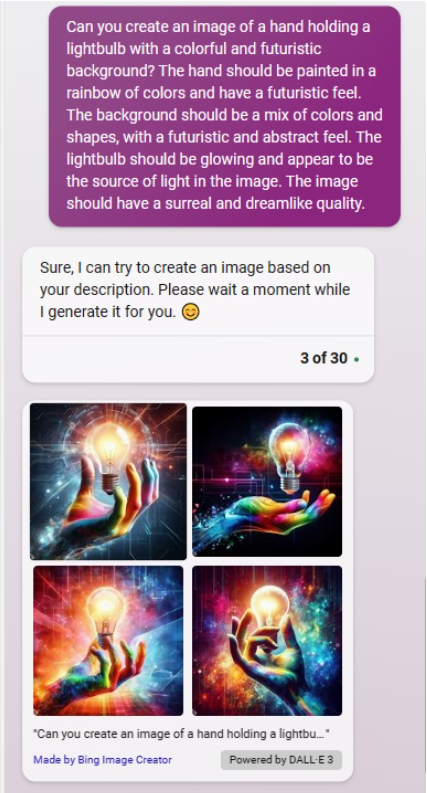 Can you create an image of a hand holding a
lightbulb with a colorful and futuristic
background? The hand should be painted in a
rainbow of colors and have a futuristic feel.
The background should be a mix of colors and
shapes, with a futuristic and abstract feel. The
lightbulb should be glowing and appear to be
the source of light in the image. The image
should have a surreal and dreamlike quality.
Sure, I can try to create an image based on
your description. Please wait a moment while
I generate it for you. 😊
3 of 30
"Can you create an image of a hand holding a lightbu..."
Made by Bing Image Creator
Powered by DALL·E 3